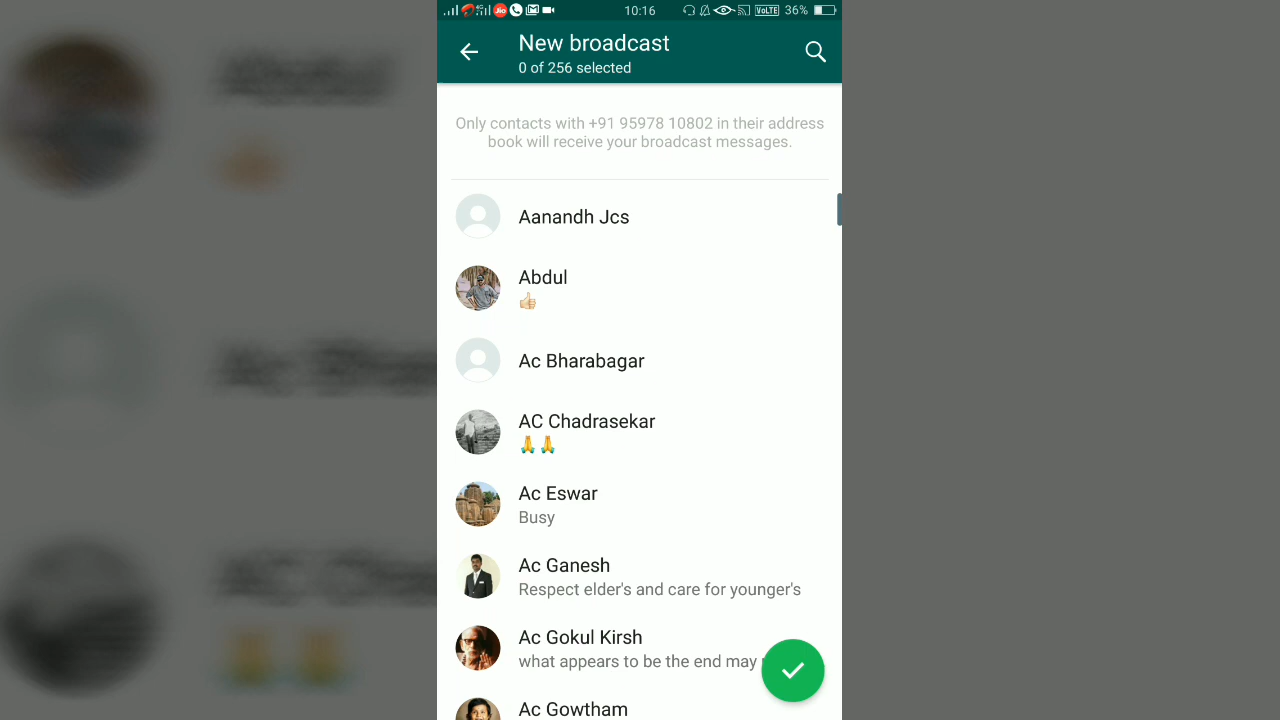 10:16 VoLTE 36%
New broadcast
0 of 256 selected
Only contacts with +91 95978 10802 in their address
book will receive your broadcast messages.
Aanandh Jcs
Abdul
👍🏻
Ac Bharabagar
AC Chadrasekar
🙏🙏
Ac Eswar
Busy
Ac Ganesh
Respect elder's and care for younger's
Ac Gokul Kirsh
what appears to be the end may
Ac Gowtham